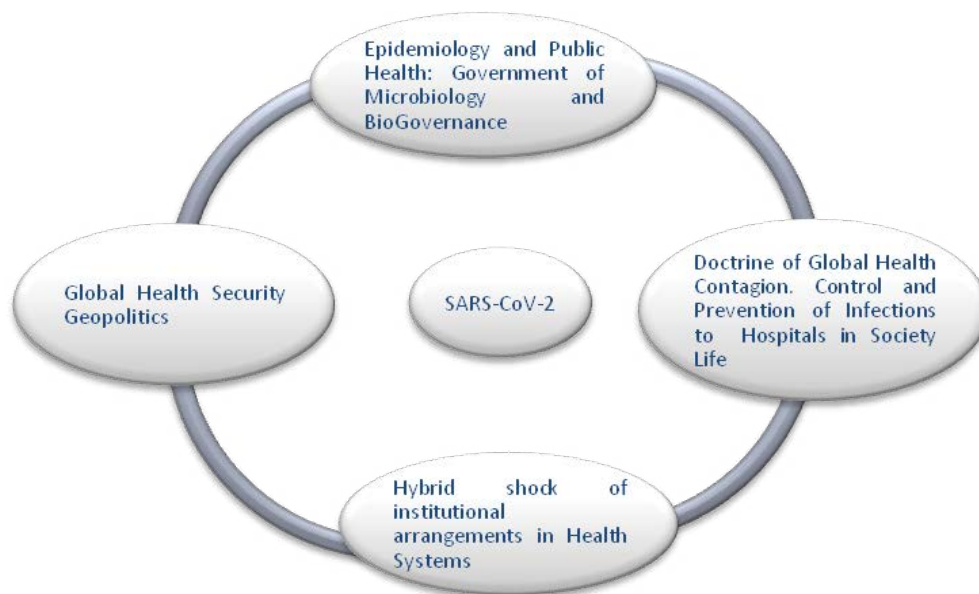 Epidemiology and Public
Health: Government of
Microbiology and
BioGovernance
Global Health Security
Geopolitics
SARS-CoV-2
Doctrine of Global Health
Contagion. Control and
Prevention of Infections
to Hospitals in Society
Life
Hybrid shock of
institutional
arrangements in Health
Systems